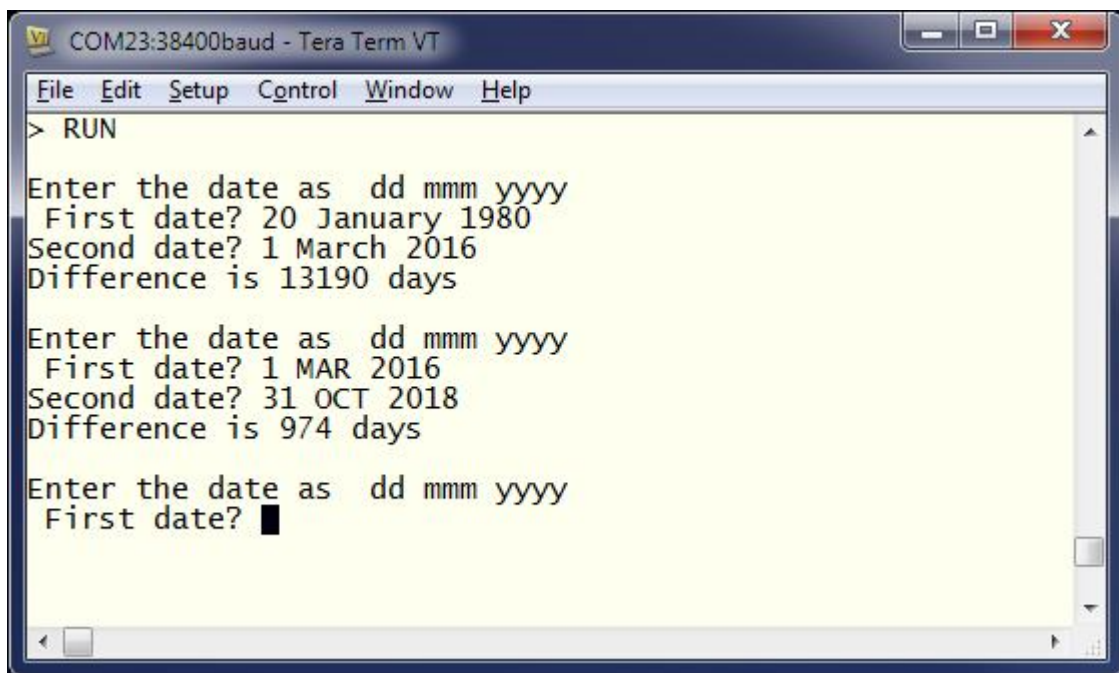 COM23:38400baud - Tera Term VT
File Edit Setup Control Window Help
> RUN
Enter the date as  dd mmm yyyy
 First date? 20 January 1980
Second date? 1 March 2016
Difference is 13190 days
Enter the date as  dd mmm yyyy
 First date? 1 MAR 2016
Second date? 31 OCT 2018
Difference is 974 days
Enter the date as  dd mmm yyyy
 First date?